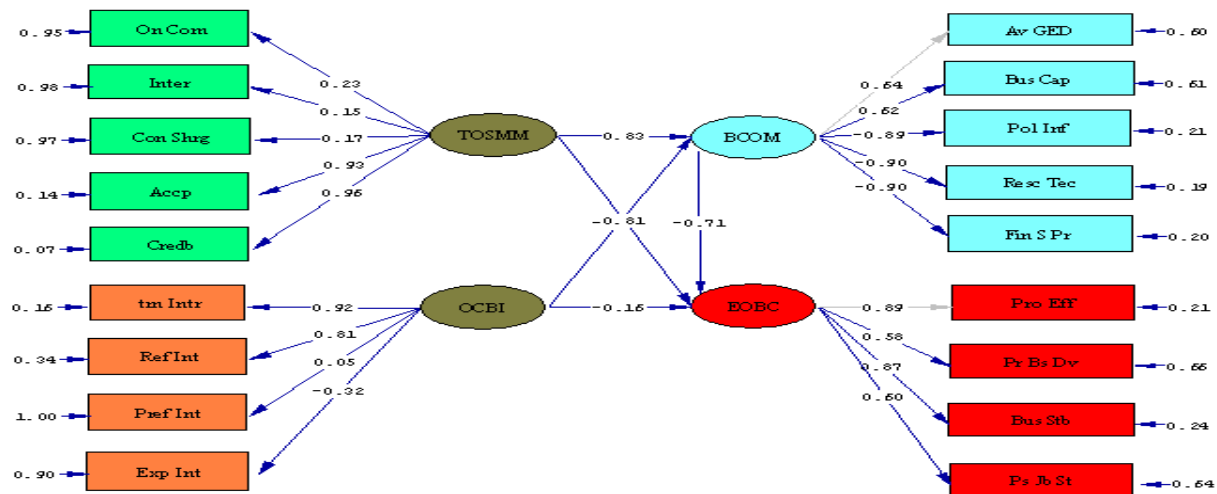 0.95 On Com
0.98 Inter
0.97 Con Shrg
0.14 Accp
0.07 Credb
0.16 tm Intr
0.34 Ref Int
1.00 Pref Int
0.90 Exp Int
0.23
0.15
0.17
0.93
0.96
0.92
0.81
0.05
-0.32
TOSMM
OCBI
0.83
-0.81
-0.71
-0.16
BCOM
EOBC
0.64
0.62
-0.89
-0.90
-0.90
0.89
0.58
0.87
0.60
Av GED 0.60
Bus Cap 0.61
Pol Inf 0.21
Resc Tec 0.19
Fin S Pr 0.20
Pro Eff 0.21
Pr Bs Dv 0.66
Bus Stb 0.24
Ps Jb St 0.64